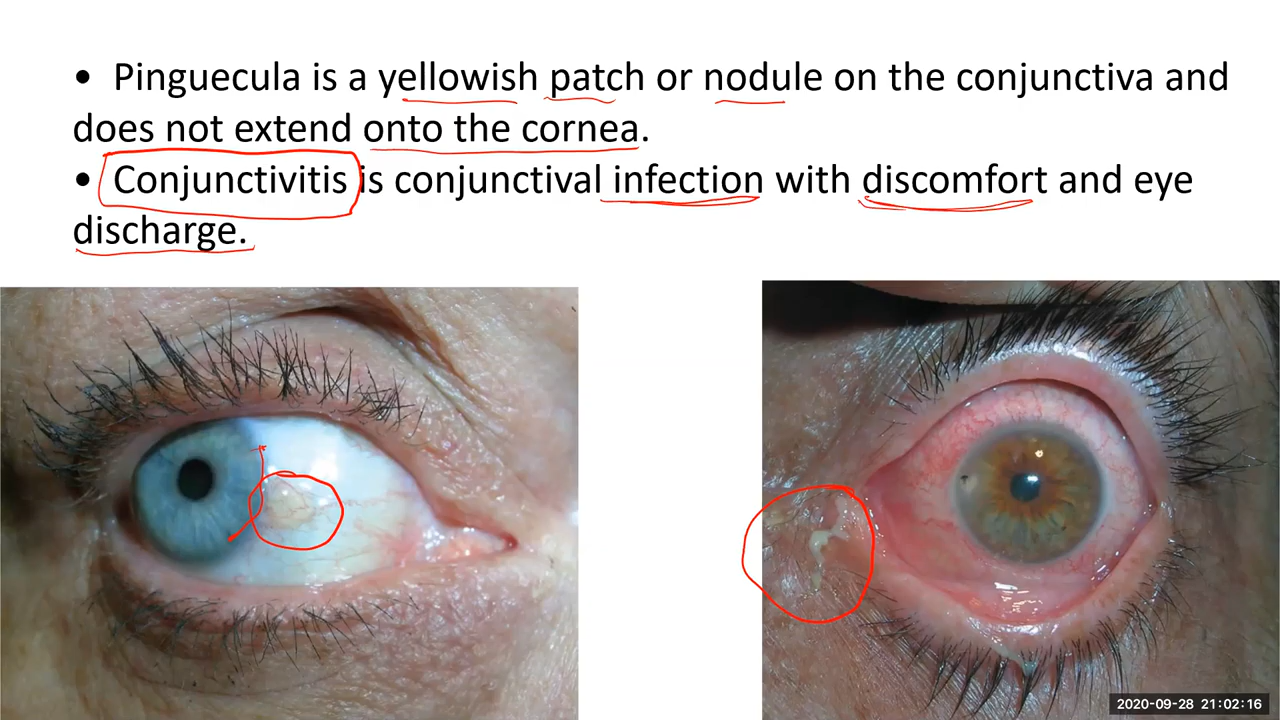 • Pinguecula is a yellowish patch or nodule on the conjunctiva and
does not extend onto the cornea.
• Conjunctivitis is conjunctival infection with discomfort and eye
discharge.
2020-09-28 21:02:16